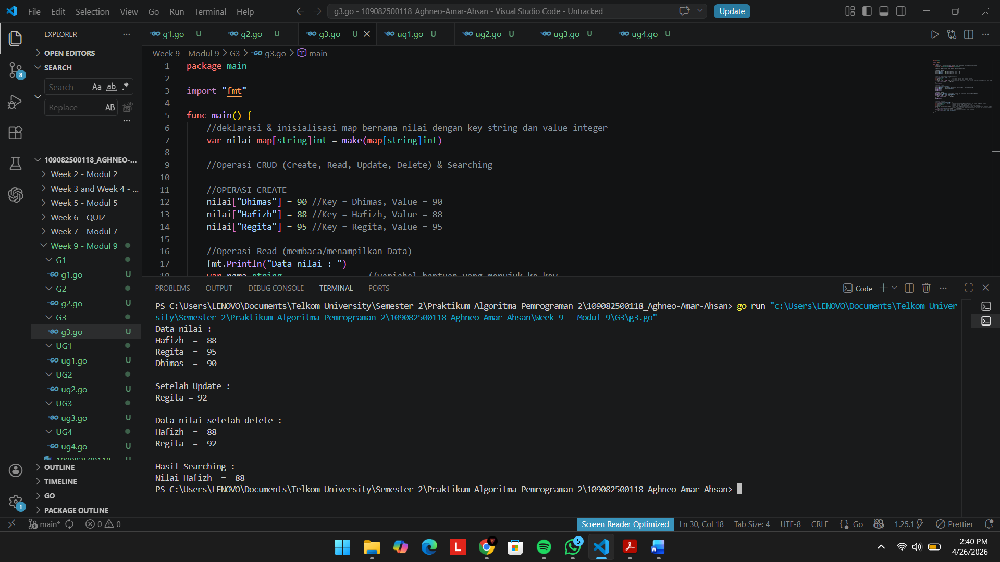 File Edit Selection View Go Run Terminal Help
g3.go - 109082500118_Aghneo-Amar-Ahsan - Visual Studio Code - Untracked
Update
EXPLORER
OPEN EDITORS
SEARCH
Search Aa ab .*
Replace AB
109082500118_AGHNEO-...
Week 2 - Modul 2
Week 3 and Week 4 - ...
Week 5 - Modul 5
Week 6 - QUIZ
Week 7 - Modul 7
Week 9 - Modul 9
G1
g1.go U
G2
g2.go U
G3
g3.go U
UG1
ug1.go U
UG2
ug2.go U
UG3
ug3.go U
UG4
ug4.go U
109082500118 U
OUTLINE
TIMELINE
GO
PACKAGE OUTLINE
8
1
g1.go U g2.go U g3.go U ug1.go U ug2.go U ug3.go U ug4.go U
Week 9 - Modul 9 > G3 > g3.go > main
1 package main
2
3 import "fmt"
4
5 func main() {
6 //deklarasi & inisialisasi map bernama nilai dengan key string dan value integer
7 var nilai map[string]int = make(map[string]int)
8
9 //Operasi CRUD (Create, Read, Update, Delete) & Searching
10
11 //OPERASI CREATE
12 nilai["Dhimas"] = 90 //Key = Dhimas, Value = 90
13 nilai["Hafizh"] = 88 //Key = Hafizh, Value = 88
14 nilai["Regita"] = 95 //Key = Regita, Value = 95
15
16 //Operasi Read (membaca/menampilkan Data)
17 fmt.Println("Data nilai : ")
18 var nama string //variabel bantuan yang menujuk ke key
PROBLEMS OUTPUT DEBUG CONSOLE TERMINAL PORTS
Code
PS C:\Users\LENOVO\Documents\Telkom University\Semester 2\Praktikum Algoritma Pemrograman 2\109082500118_Aghneo-Amar-Ahsan> go run "c:\Users\LENOVO\Documents\Telkom Univer
sity\Semester 2\Praktikum Algoritma Pemrograman 2\109082500118_Aghneo-Amar-Ahsan\Week 9 - Modul 9\G3\g3.go"
Data nilai :
Hafizh = 88
Regita = 95
Dhimas = 90
Setelah Update :
Regita = 92
Data nilai setelah delete :
Hafizh = 88
Regita = 92
Hasil Searching :
Nilai Hafizh = 88
PS C:\Users\LENOVO\Documents\Telkom University\Semester 2\Praktikum Algoritma Pemrograman 2\109082500118_Aghneo-Amar-Ahsan>
main* 0 0
Screen Reader Optimized Ln 30, Col 18 Tab Size: 4 UTF-8 CRLF Go 1.25.1 Prettier
L
5
W
2:40 PM
4/26/2026